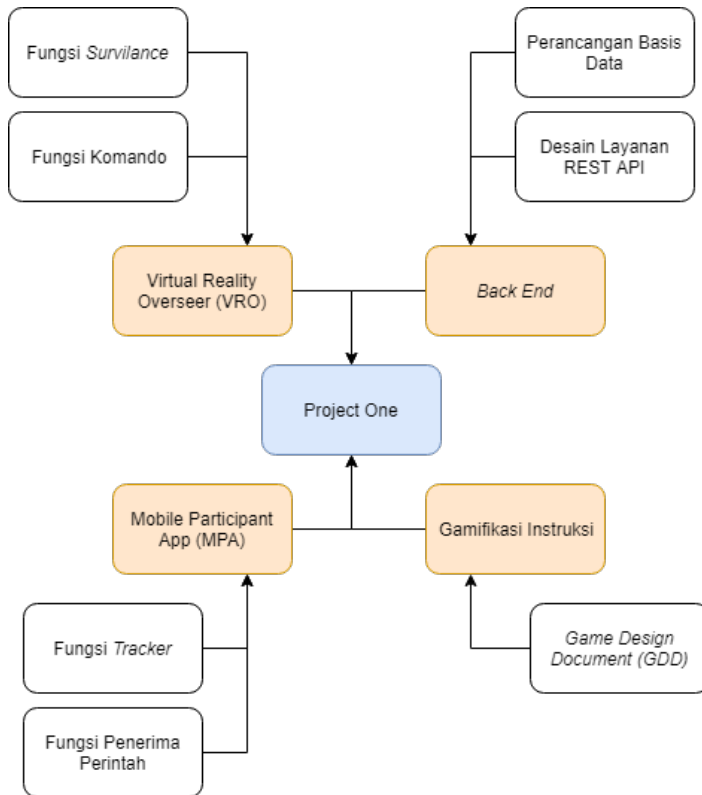 Fungsi Survilance
Perancangan Basis
Data
Fungsi Komando
Desain Layanan
REST API
Virtual Reality
Overseer (VRO)
Back End
Project One
Mobile Participant
App (MPA)
Gamifikasi Instruksi
Fungsi Tracker
Game Design
Document (GDD)
Fungsi Penerima
Perintah